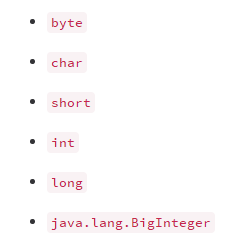 byte
char
short
int
long
java.lang.BigInteger